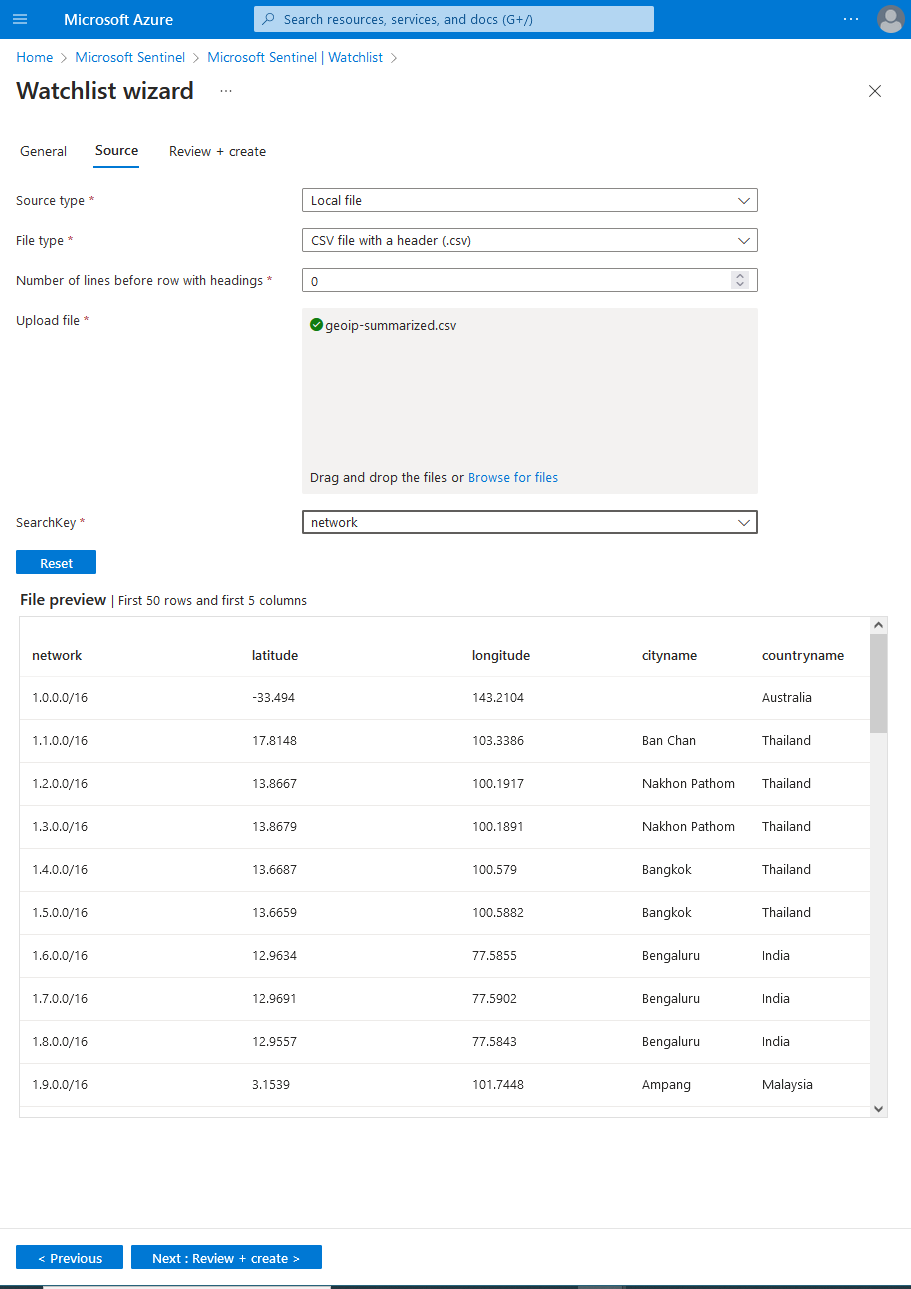 Microsoft Azure
Search resources, services, and docs (G+/)
Home > Microsoft Sentinel > Microsoft Sentinel | Watchlist >
Watchlist wizard ...
General Source Review + create
Source type * Local file
File type * CSV file with a header (.csv)
Number of lines before row with headings * 0
Upload file * geoip-summarized.csv
Drag and drop the files or Browse for files
SearchKey * network
Reset
File preview | First 50 rows and first 5 columns
network latitude longitude cityname countryname
1.0.0.0/16 -33.494 143.2104 Australia
1.1.0.0/16 17.8148 103.3386 Ban Chan Thailand
1.2.0.0/16 13.8667 100.1917 Nakhon Pathom Thailand
1.3.0.0/16 13.8679 100.1891 Nakhon Pathom Thailand
1.4.0.0/16 13.6687 100.579 Bangkok Thailand
1.5.0.0/16 13.6659 100.5882 Bangkok Thailand
1.6.0.0/16 12.9634 77.5855 Bengaluru India
1.7.0.0/16 12.9691 77.5902 Bengaluru India
1.8.0.0/16 12.9557 77.5843 Bengaluru India
1.9.0.0/16 3.1539 101.7448 Ampang Malaysia
< Previous Next : Review + create >